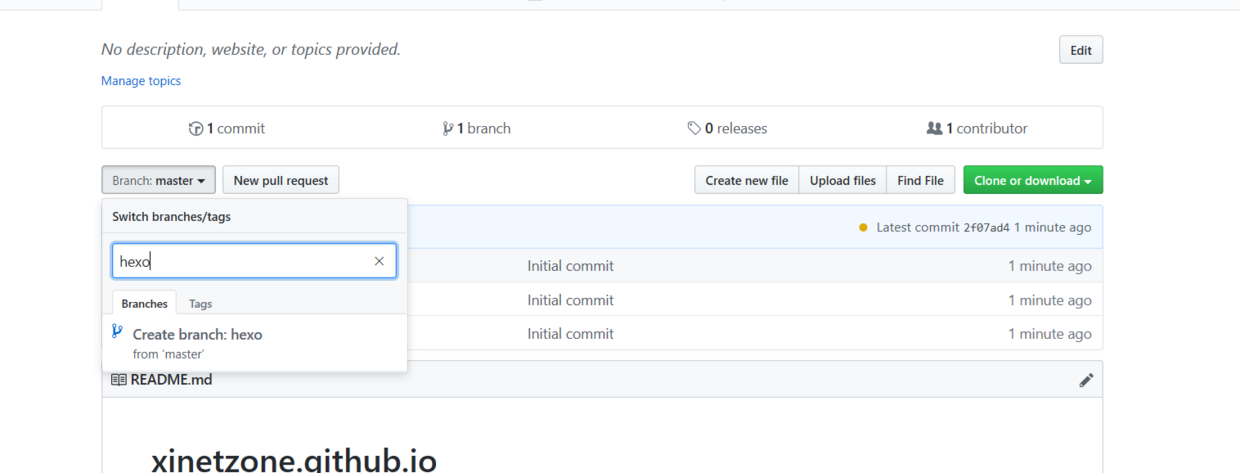 No description, website, or topics provided.
Edit
Manage topics
1 commit
1 branch
0 releases
1 contributor
Branch: master
New pull request
Create new file
Upload files
Find File
Clone or download
Switch branches/tags
Latest commit 2f07ad4 1 minute ago
hexo
Initial commit
1 minute ago
Branches
Tags
Initial commit
1 minute ago
Create branch: hexo
from 'master'
Initial commit
1 minute ago
README.md
xinetzone.github.io